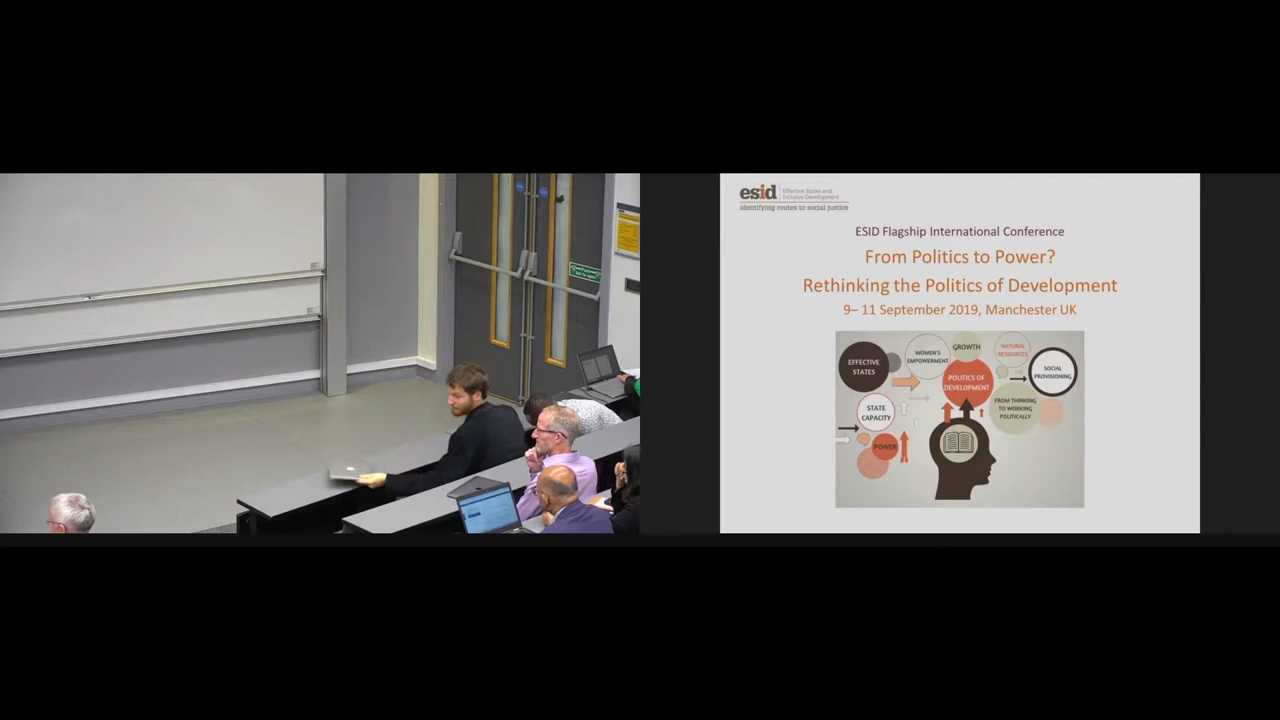 esid
Effective States and
Inclusive Development
identifying routes to social justice
ESID Flagship International Conference
From Politics to Power?
Rethinking the Politics of Development
9– 11 September 2019, Manchester UK
EFFECTIVE
STATES
WOMEN'S
EMPOWERMENT
GROWTH
NATURAL
RESOURCES
SOCIAL
PROVISIONING
POLITICS OF
DEVELOPMENT
STATE
CAPACITY
FROM THINKING
TO WORKING
POLITICALLY
POWER